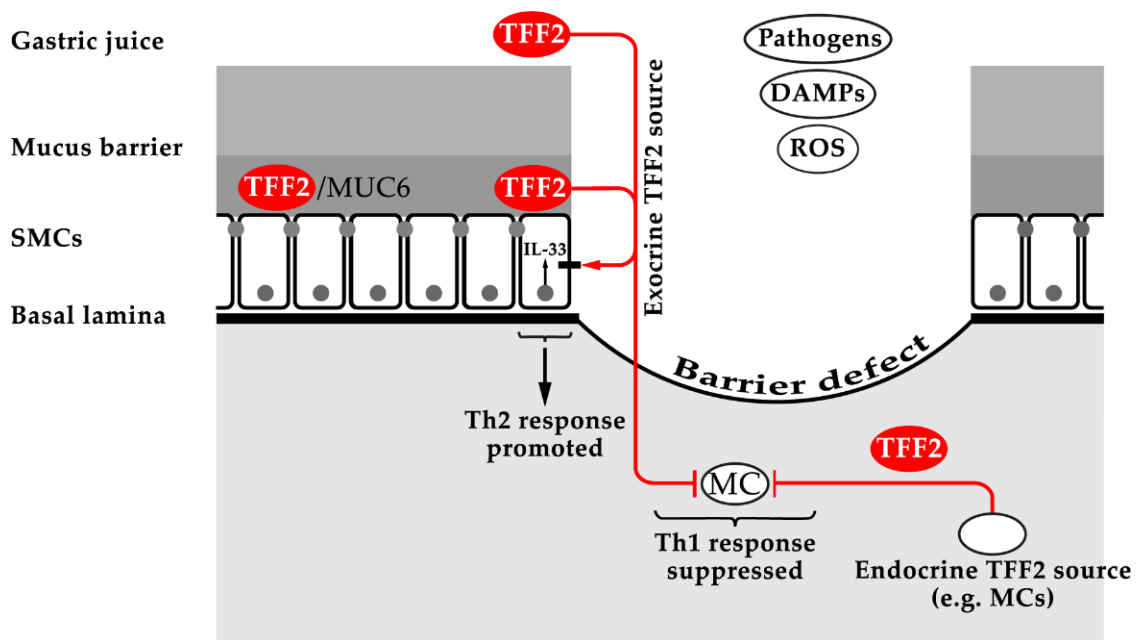 Gastric juice
TFF2
Pathogens
DAMPs
Mucus barrier
ROS
TFF2/MUC6
TFF2
Exocrine TFF2 source
SMCs
IL-33
Basal lamina
Barrier defect
Th2 response
promoted
TFF2
MC
Th1 response
suppressed
Endocrine TFF2 source
(e.g. MCs)